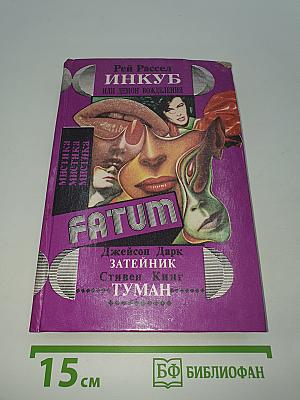 Рей Рассел
ИНКУБ
ИЛИ ДЕМОН ВОЖДЕЛЕНИЯ
МИСТИКА
МИСТИКА
МИСТИКА
FATUM
Джейсон Дарк
ЗАТЕЙНИК
Стивен Кинг
ТУМАН
15 см
БФ БИБЛИОФАН